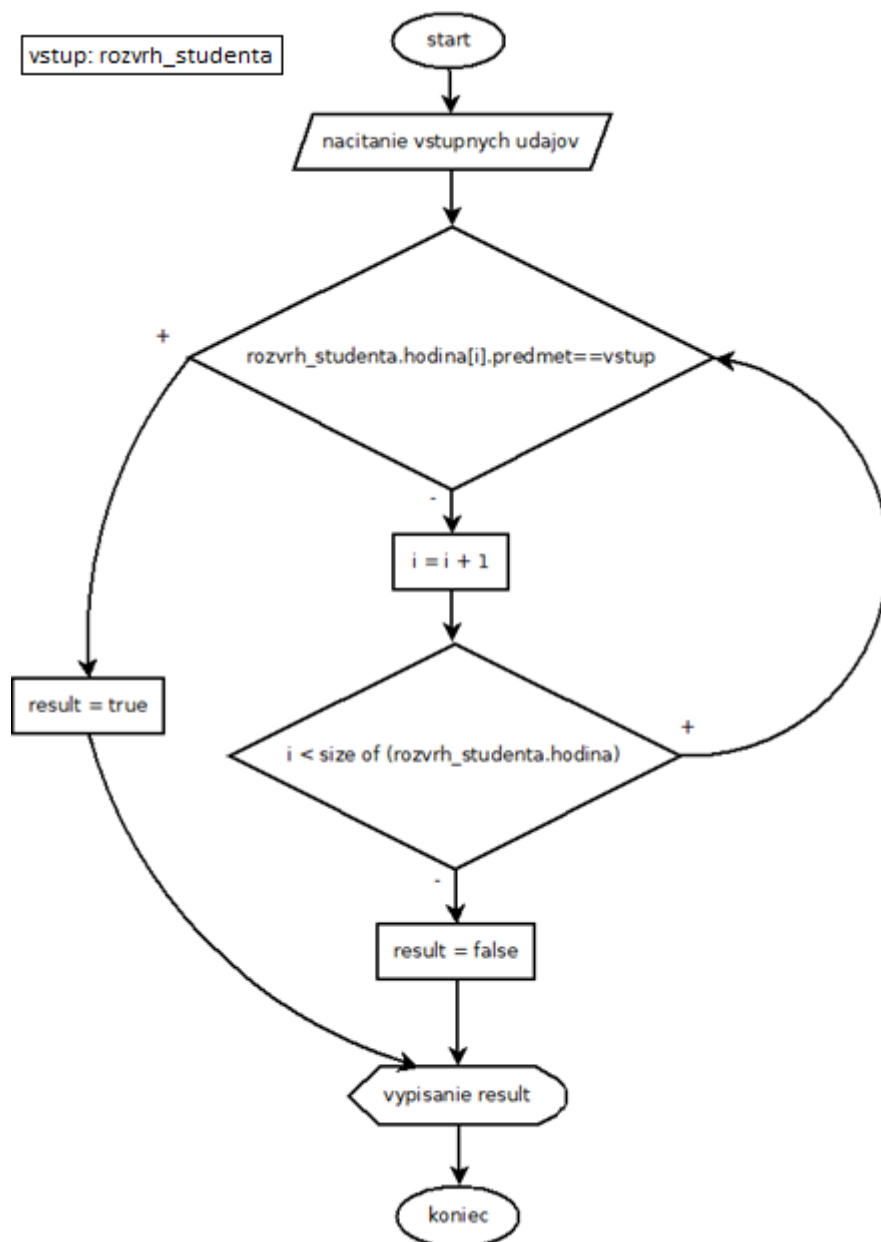 start
vstup: rozvrh_studenta
nacitanie vstupnych udajov
+
rozvrh_studenta.hodina[i].predmet==vstup
-
i = i + 1
result = true
+
i < size of (rozvrh_studenta.hodina)
-
result = false
vypisanie result
koniec